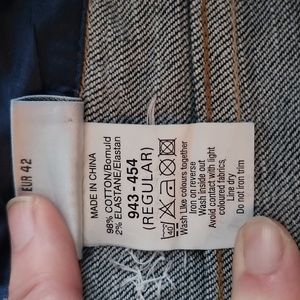 EUR 42
MADE IN CHINA
98% COTTON/Bomuld
2% ELASTANE/Elastan
943-454
(REGULAR)
40
Wash Like colours together
Iron on reverse
Wash inside out
Avoid contact with light
coloured fabrics.
Line dry
Do not iron trim